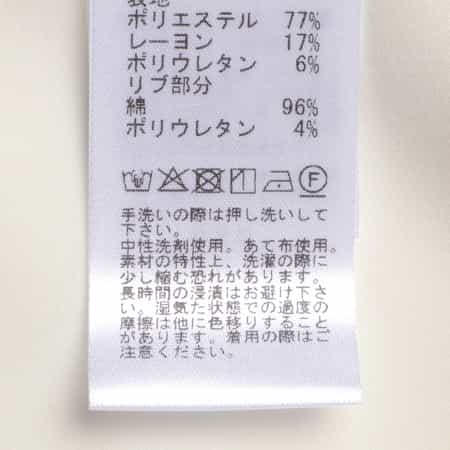 表地
ポリエステル 77%
レーヨン 17%
ポリウレタン 6%
リブ部分
綿 96%
ポリウレタン 4%
F
手洗いの際は押し洗いして
下さい。
中性洗剤使用。あて布使用。
素材の特性上、洗濯の際に
少し縮む恐れがあります。
長時間の浸漬はお避け下さ
い。湿気た状態での過度の
摩擦は他に色移りすること
があります。着用の際はご
注意ください。